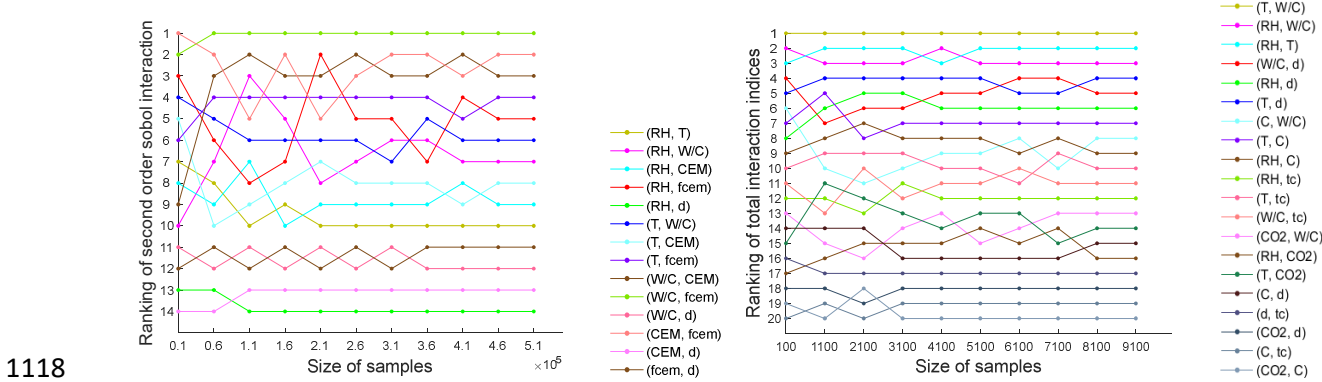 Ranking of second order sobol interaction
1
2
3
4
5
6
7
8
9
10
11
12
13
14
0.1 0.6 1.1 1.6 2.1 2.6 3.1 3.6 4.1 4.6 5.1
×10⁵
Size of samples
(RH, T)
(RH, W/C)
(RH, CEM)
(RH, fcem)
(RH, d)
(T, W/C)
(T, CEM)
(T, fcem)
(W/C, CEM)
(W/C, fcem)
(W/C, d)
(CEM, fcem)
(CEM, d)
(fcem, d)
Ranking of total interaction indices
1
2
3
4
5
6
7
8
9
10
11
12
13
14
15
16
17
18
19
20
100 1100 2100 3100 4100 5100 6100 7100 8100 9100
Size of samples
(T, W/C)
(RH, W/C)
(RH, T)
(W/C, d)
(RH, d)
(T, d)
(C, W/C)
(T, C)
(RH, C)
(RH, tc)
(T, tc)
(W/C, tc)
(CO2, W/C)
(RH, CO2)
(T, CO2)
(C, d)
(d, tc)
(CO2, d)
(C, tc)
(CO2, C)
1118